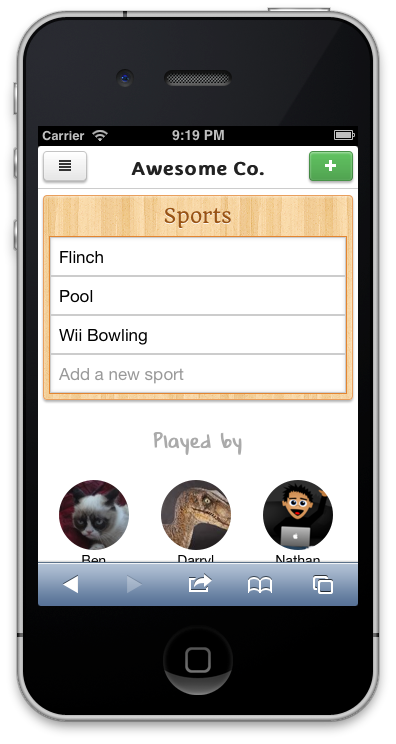 Carrier 9:19 PM
Awesome Co.
Sports
Flinch
Pool
Wii Bowling
Add a new sport
Played by
Ben Darryl Nathan